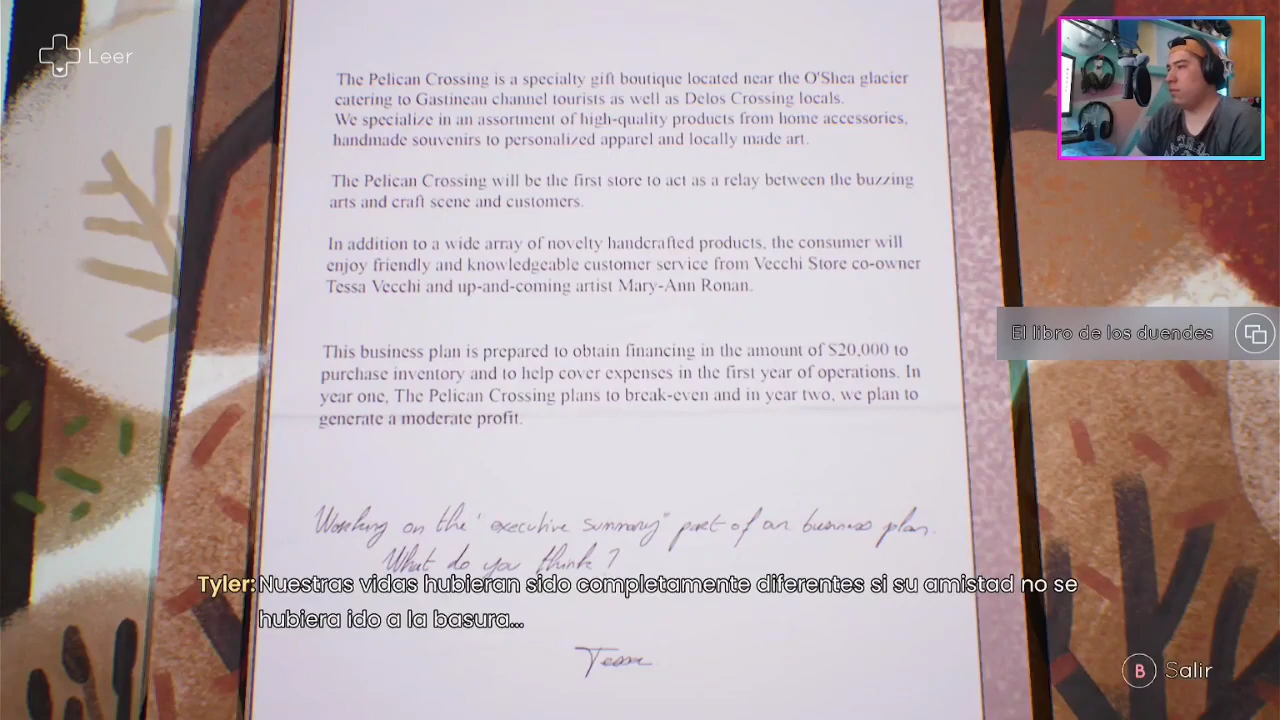 Leer
The Pelican Crossing is a specialty gift boutique located near the O'Shea glacier
catering to Gastineau channel tourists as well as Delos Crossing locals.
We specialize in an assortment of high-quality products from home accessories,
handmade souvenirs to personalized apparel and locally made art.
The Pelican Crossing will be the first store to act as a relay between the buzzing
arts and craft scene and customers.
In addition to a wide array of novelty handcrafted products, the consumer will
enjoy friendly and knowledgeable customer service from Vecchi Store co-owner
Tessa Vecchi and up-and-coming artist Mary-Ann Ronan.
El libro de los duendes
This business plan is prepared to obtain financing in the amount of $20,000 to
purchase inventory and to help cover expenses in the first year of operations. In
year one, The Pelican Crossing plans to break-even and in year two, we plan to
generate a moderate profit.
Working on the "executive summary" part of our business plan.
What do you think?
Tyler: Nuestras vidas hubieran sido completamente diferentes si su amistad no se
hubiera ido a la basura...
Tessa
B Salir